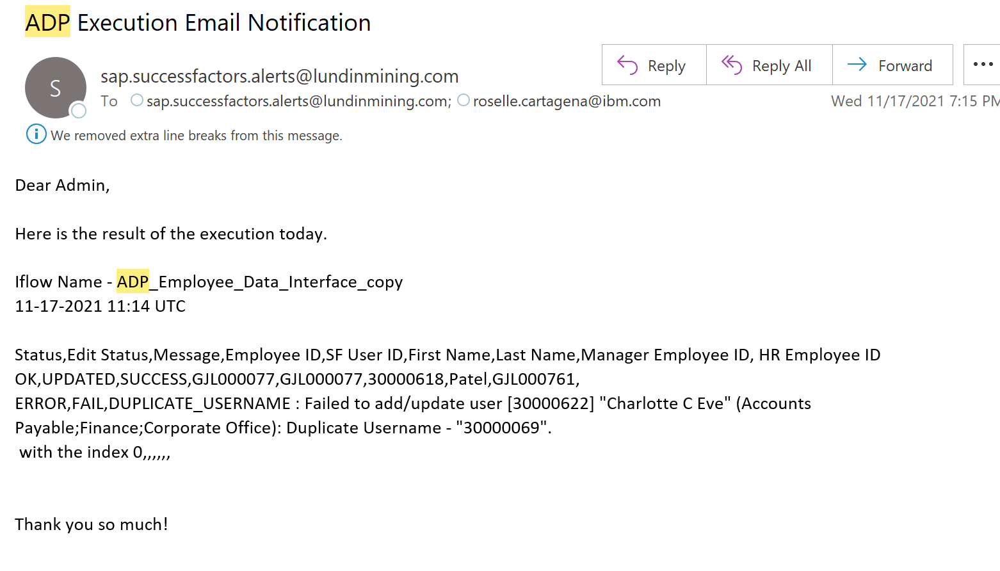 ADP Execution Email Notification
Reply
Reply All
Forward
S
sap.successfactors.alerts@lundinmining.com
To sap.successfactors.alerts@lundinmining.com; roselle.cartagena@ibm.com
Wed 11/17/2021 7:15 PM
We removed extra line breaks from this message.
Dear Admin,
Here is the result of the execution today.
Iflow Name - ADP_Employee_Data_Interface_copy
11-17-2021 11:14 UTC
Status,Edit Status,Message,Employee ID,SF User ID,First Name,Last Name,Manager Employee ID, HR Employee ID
OK,UPDATED,SUCCESS,GJL000077,GJL000077,30000618,Patel,GJL000761,
ERROR,FAIL,DUPLICATE_USERNAME : Failed to add/update user [30000622] "Charlotte C Eve" (Accounts
Payable;Finance;Corporate Office): Duplicate Username - "30000069".
with the index 0,,,,,,
Thank you so much!